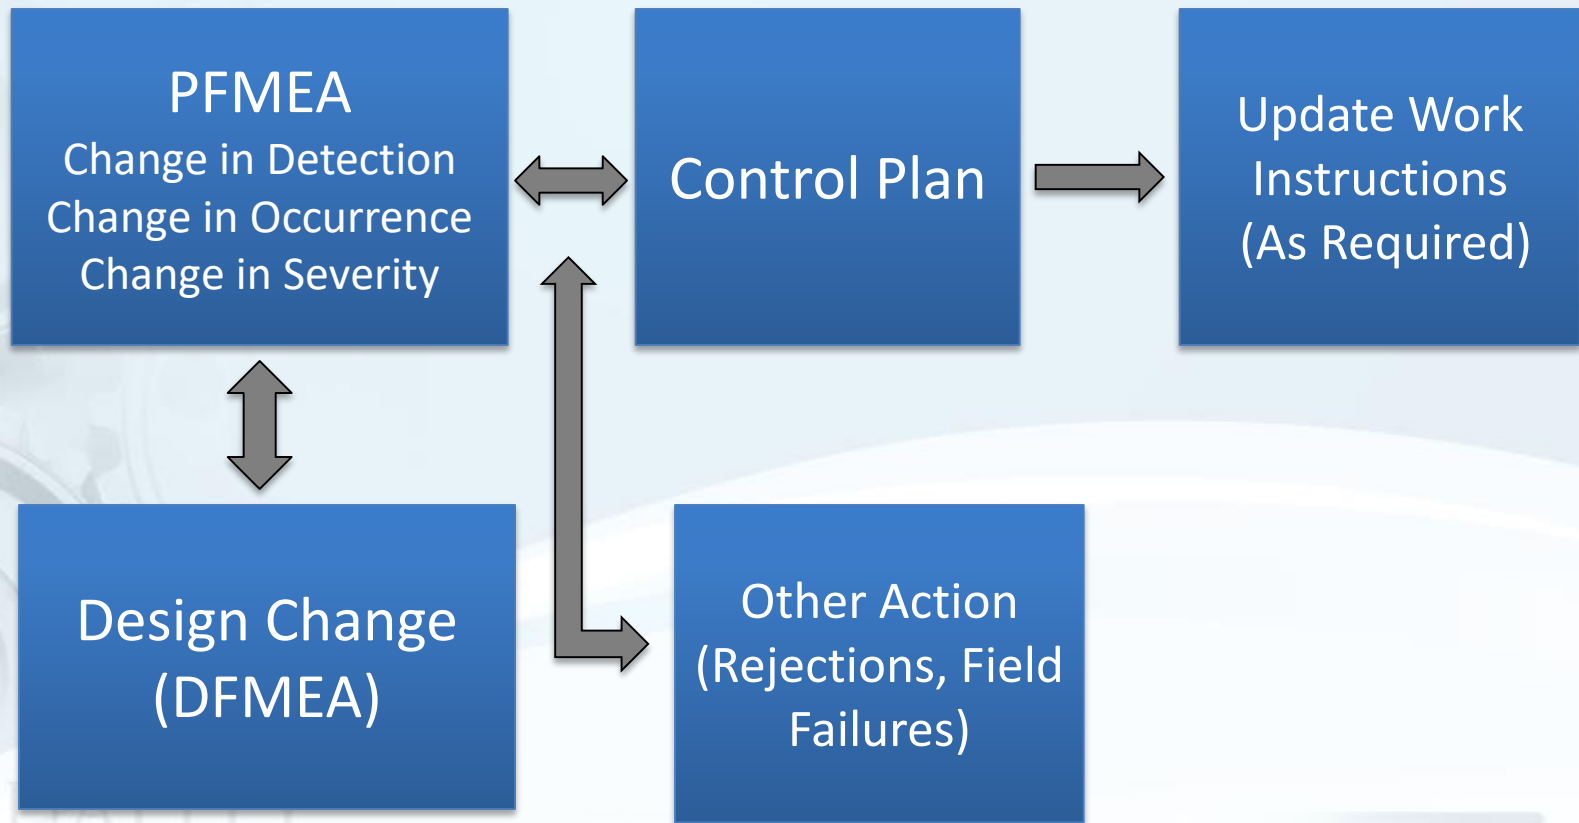 PFMEA
Change in Detection
Change in Occurrence
Change in Severity
Control Plan
Update Work
Instructions
(As Required)
Design Change
(DFMEA)
Other Action
(Rejections, Field
Failures)